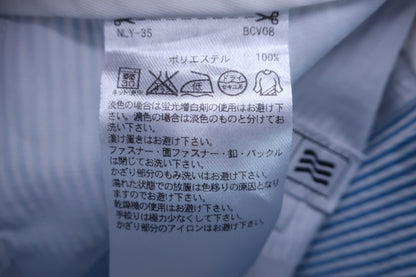 NLY-35 BCV08
ポリエステル 100%
淡色の場合は蛍光増白剤の使用はお避け下
さい。濃色の場合は淡色のものと分けてお
洗い下さい。
漬け置きはお避け下さい。
ファスナー・面ファスナー・釦・バックル
は閉じてお洗い下さい。
かざり部分のもみ洗いはお避け下さい。
濡れた状態での放置は色移りの原因となり
ますのでお避け下さい。
乾燥機のご使用はお避け下さい。
手絞りは極力少なくして下さい。
かざり部分のアイロンはお避け下さい。